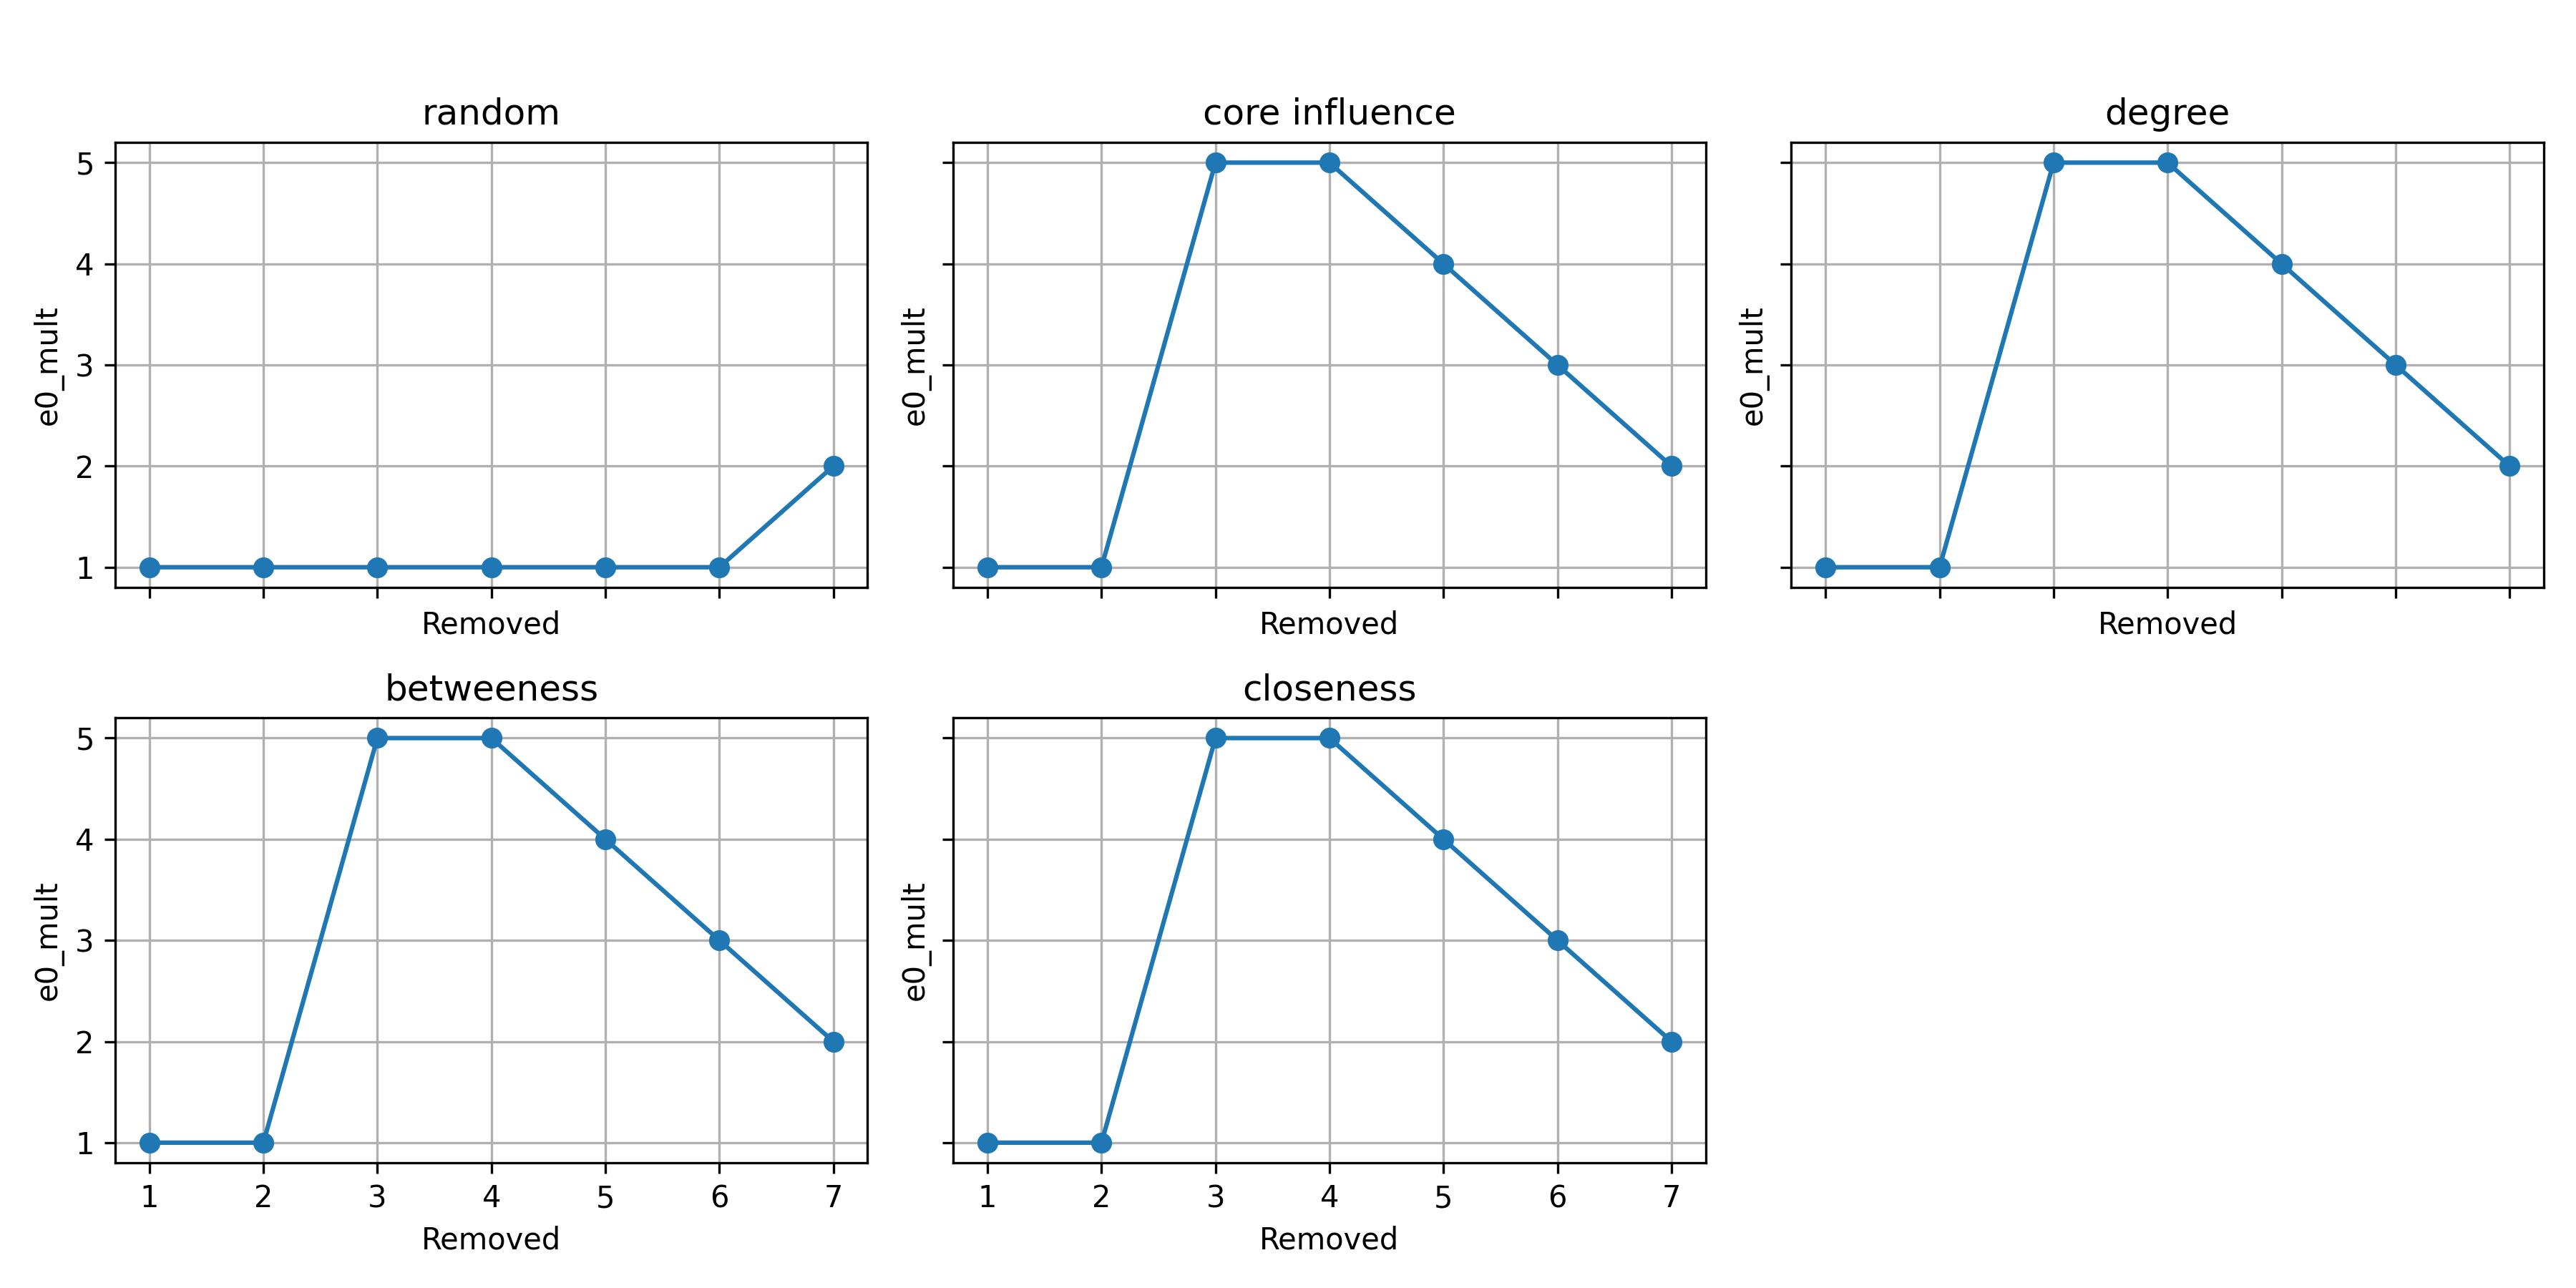 random
5
4
3
2
1
e0_mult
Removed
core influence
e0_mult
Removed
degree
e0_mult
Removed
betweeness
5
4
3
2
1
e0_mult
1 2 3 4 5 6 7
Removed
closeness
e0_mult
1 2 3 4 5 6 7
Removed